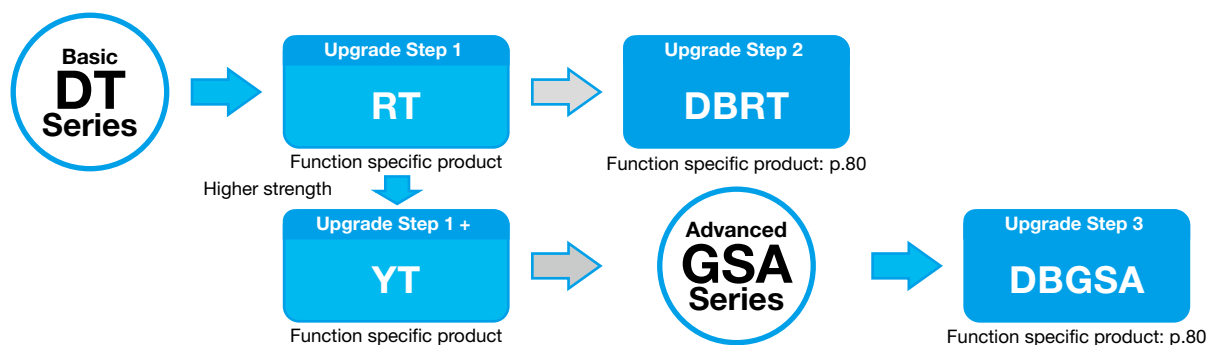 Basic
DT
Series
Upgrade Step 1
RT
Function specific product
Upgrade Step 2
DBRT
Function specific product: p.80
Higher strength
Upgrade Step 1 +
YT
Function specific product
Advanced
GSA
Series
Upgrade Step 3
DBGSA
Function specific product: p.80